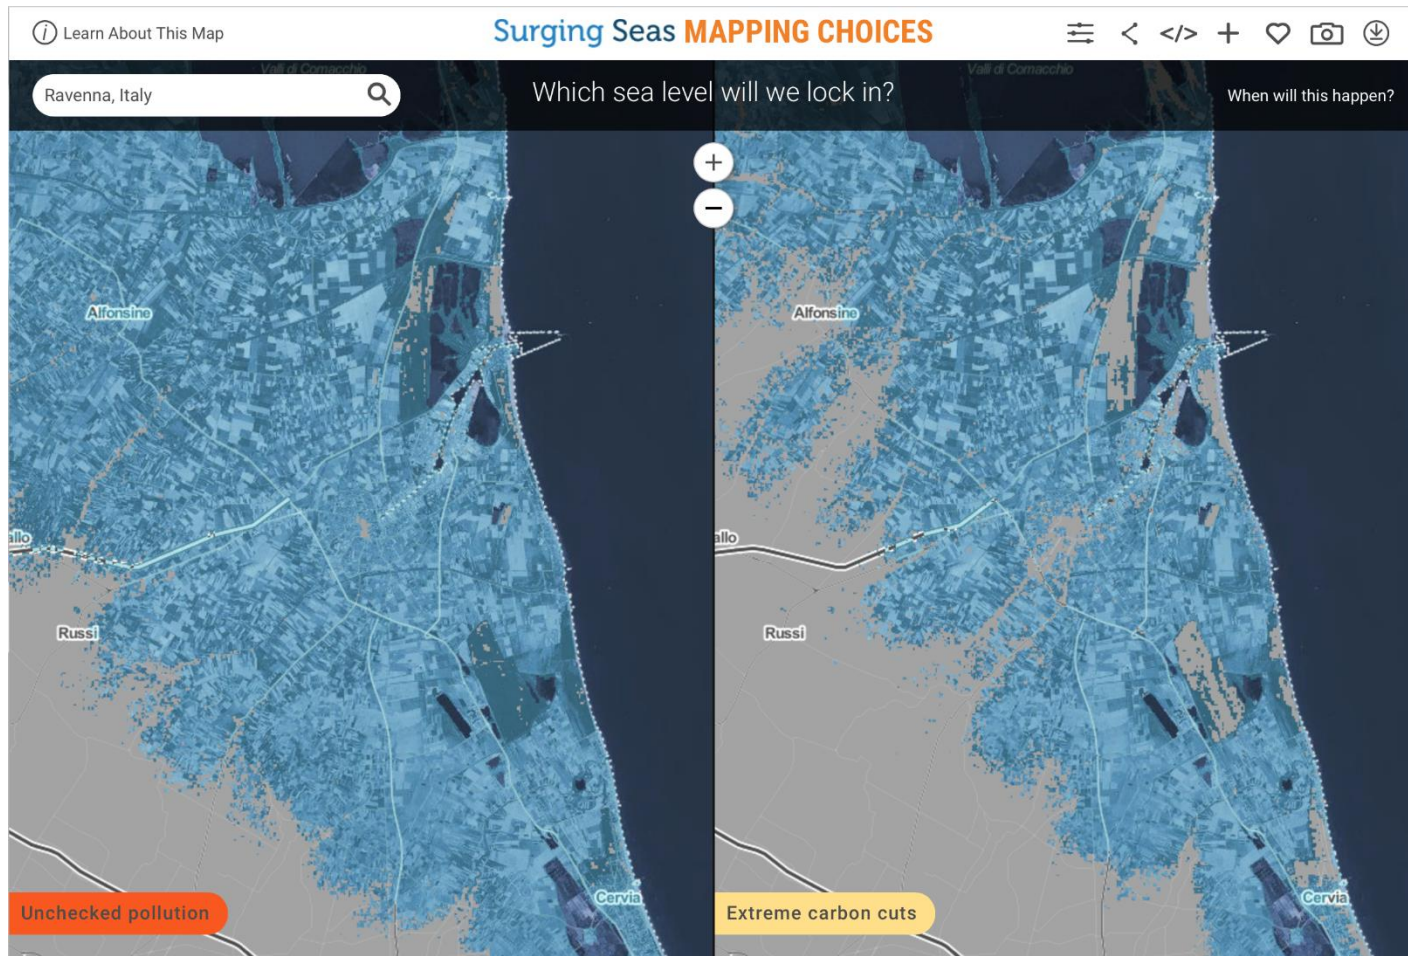 Learn About This Map
Surging Seas MAPPING CHOICES
</>
Ravenna, Italy
Which sea level will we lock in?
When will this happen?
Valli di Comacchio
Valli di Comacchio
Alfonsine
Alfonsine
allo
allo
Russi
Russi
Cervia
Cervia
Unchecked pollution
Extreme carbon cuts